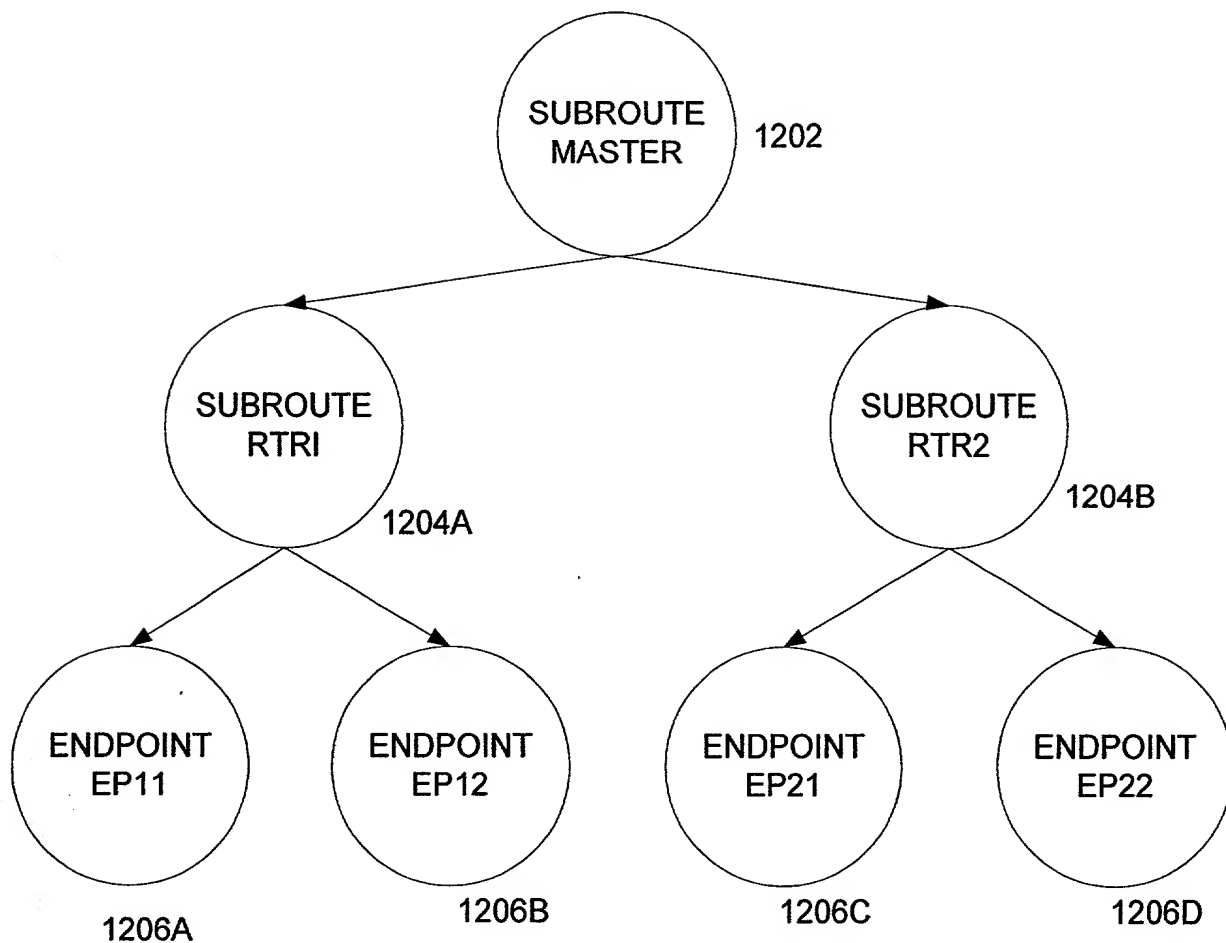 SUBROUTE
MASTER
1202
SUBROUTE
RTRI
1204A
SUBROUTE
RTR2
1204B
ENDPOINT
EP11
1206A
ENDPOINT
EP12
1206B
ENDPOINT
EP21
1206C
ENDPOINT
EP22
1206D